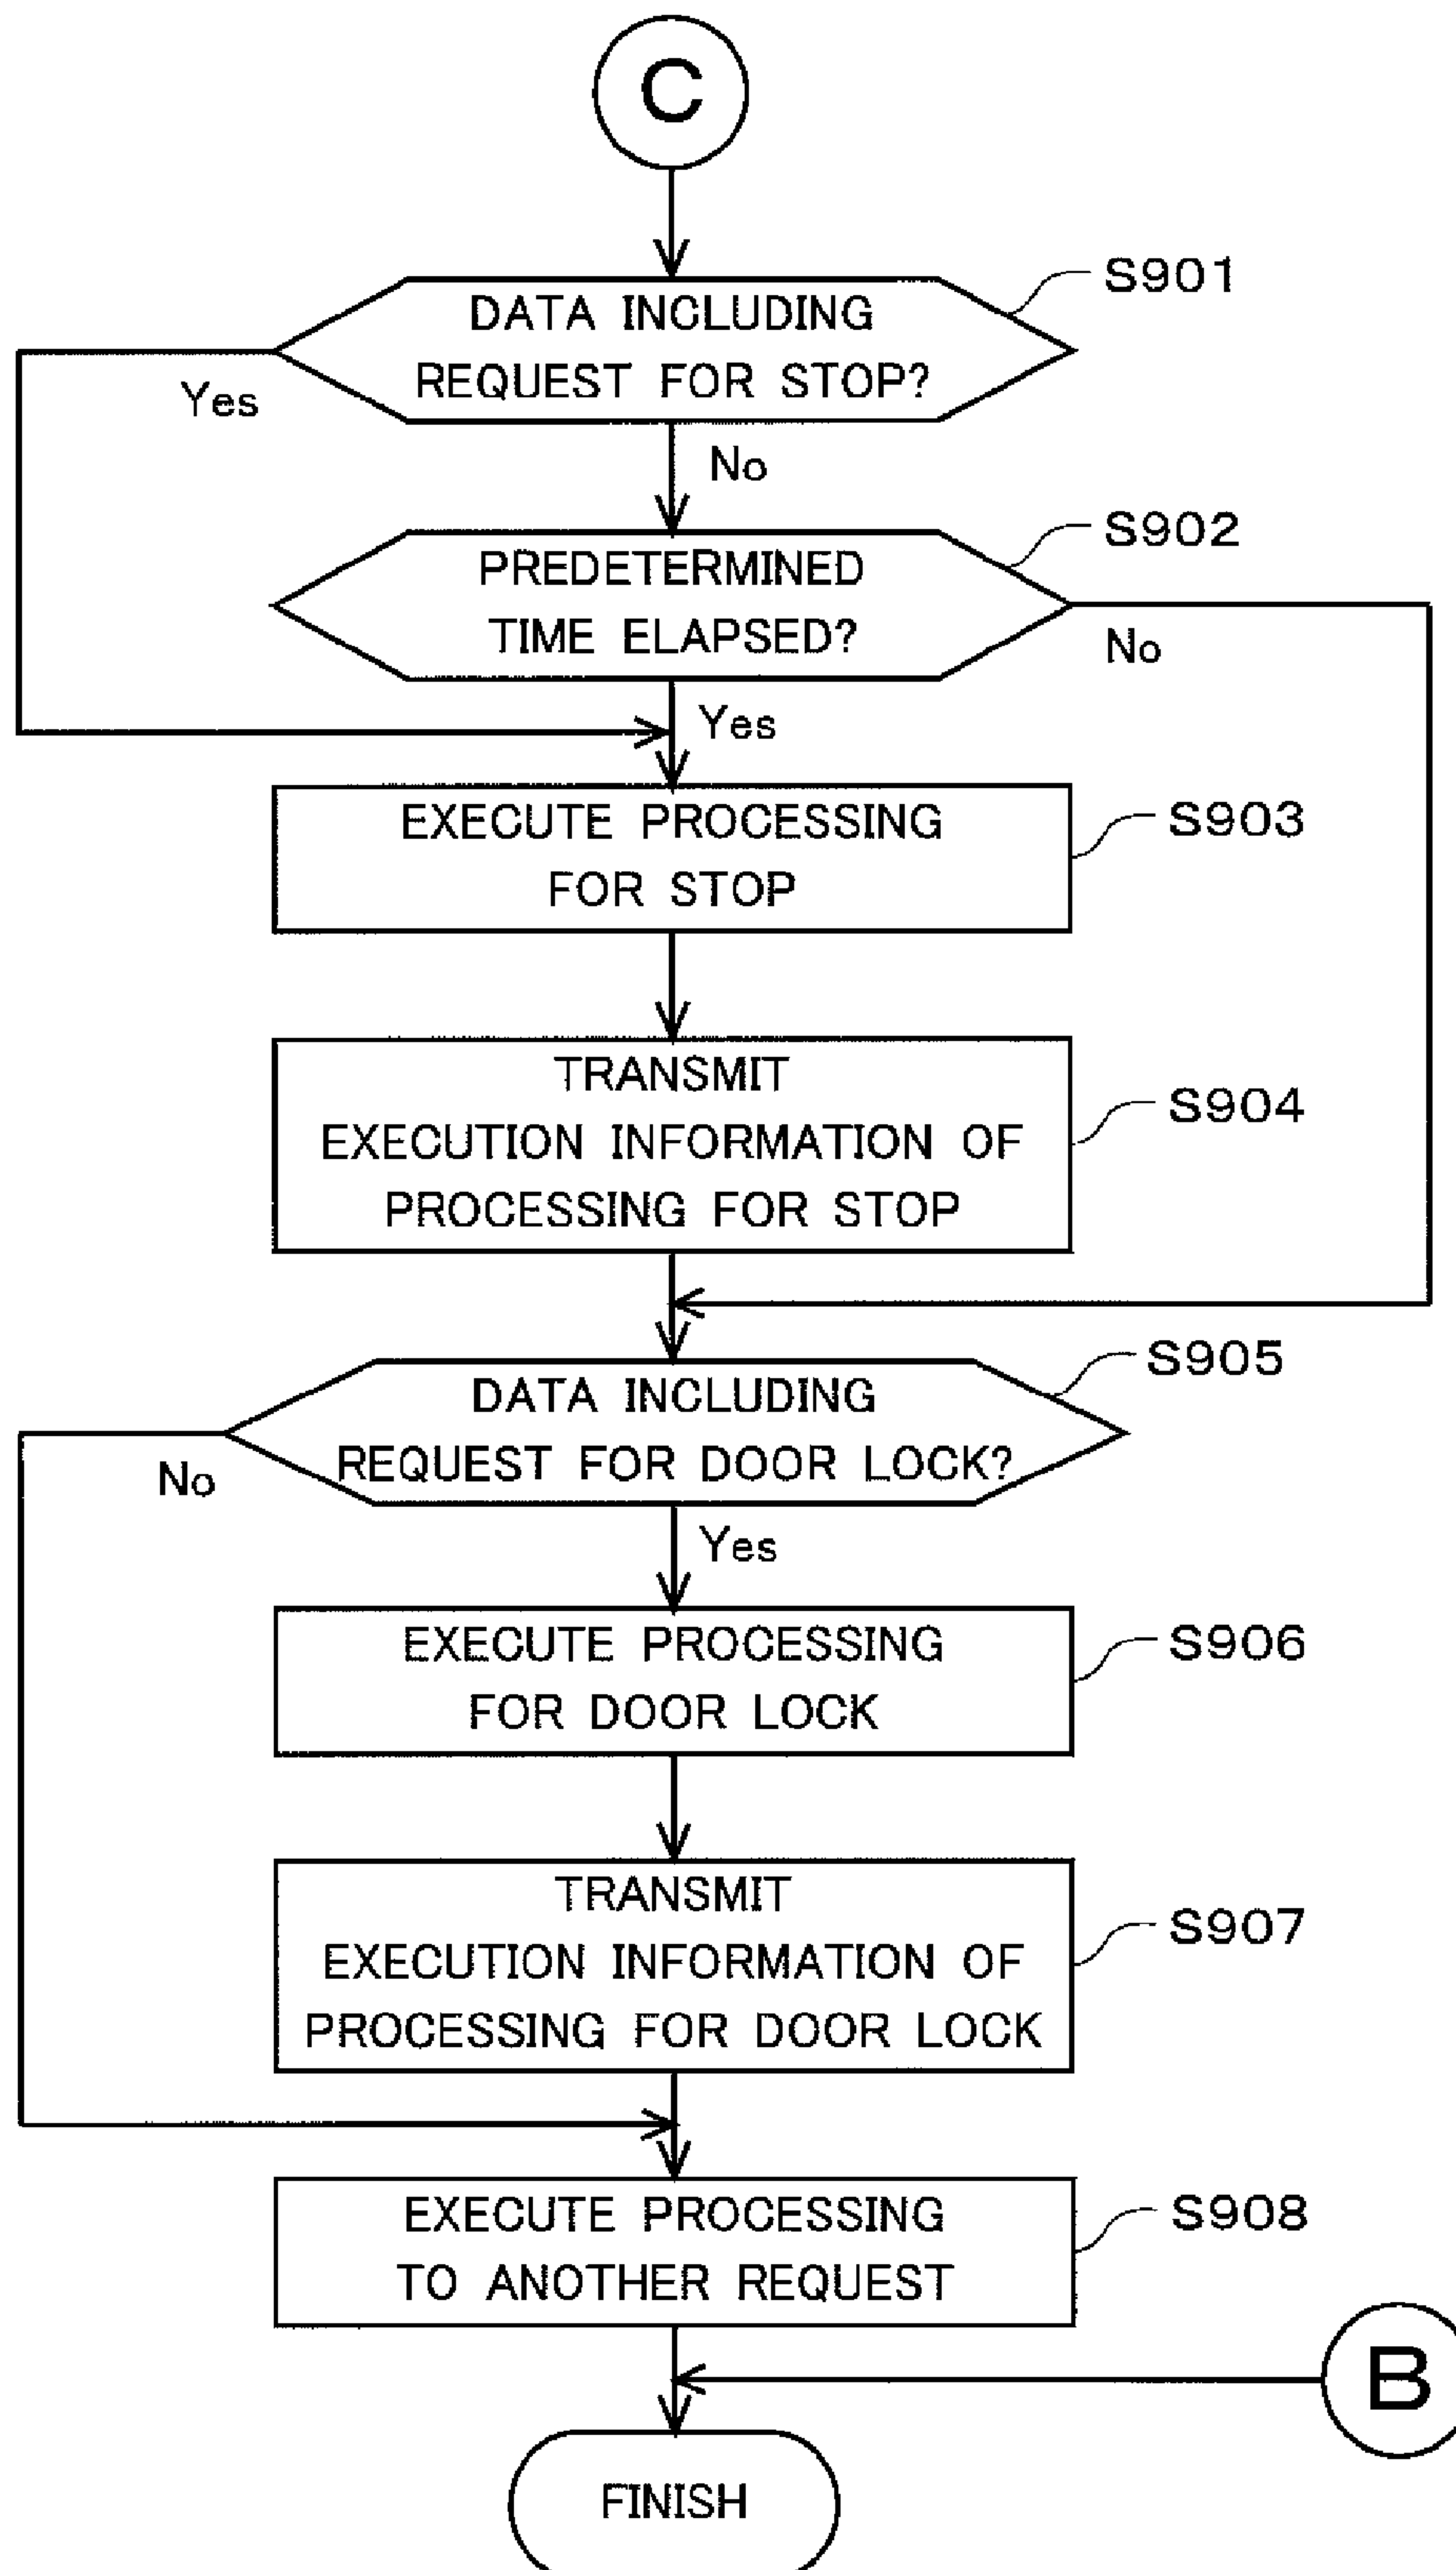 C
S901
DATA INCLUDING
REQUEST FOR STOP?
Yes
No
S902
PREDETERMINED
TIME ELAPSED?
No
Yes
EXECUTE PROCESSING
FOR STOP
S903
TRANSMIT
EXECUTION INFORMATION OF
PROCESSING FOR STOP
S904
S905
DATA INCLUDING
REQUEST FOR DOOR LOCK?
No
Yes
EXECUTE PROCESSING
FOR DOOR LOCK
S906
TRANSMIT
EXECUTION INFORMATION OF
PROCESSING FOR DOOR LOCK
S907
EXECUTE PROCESSING
TO ANOTHER REQUEST
S908
B
FINISH